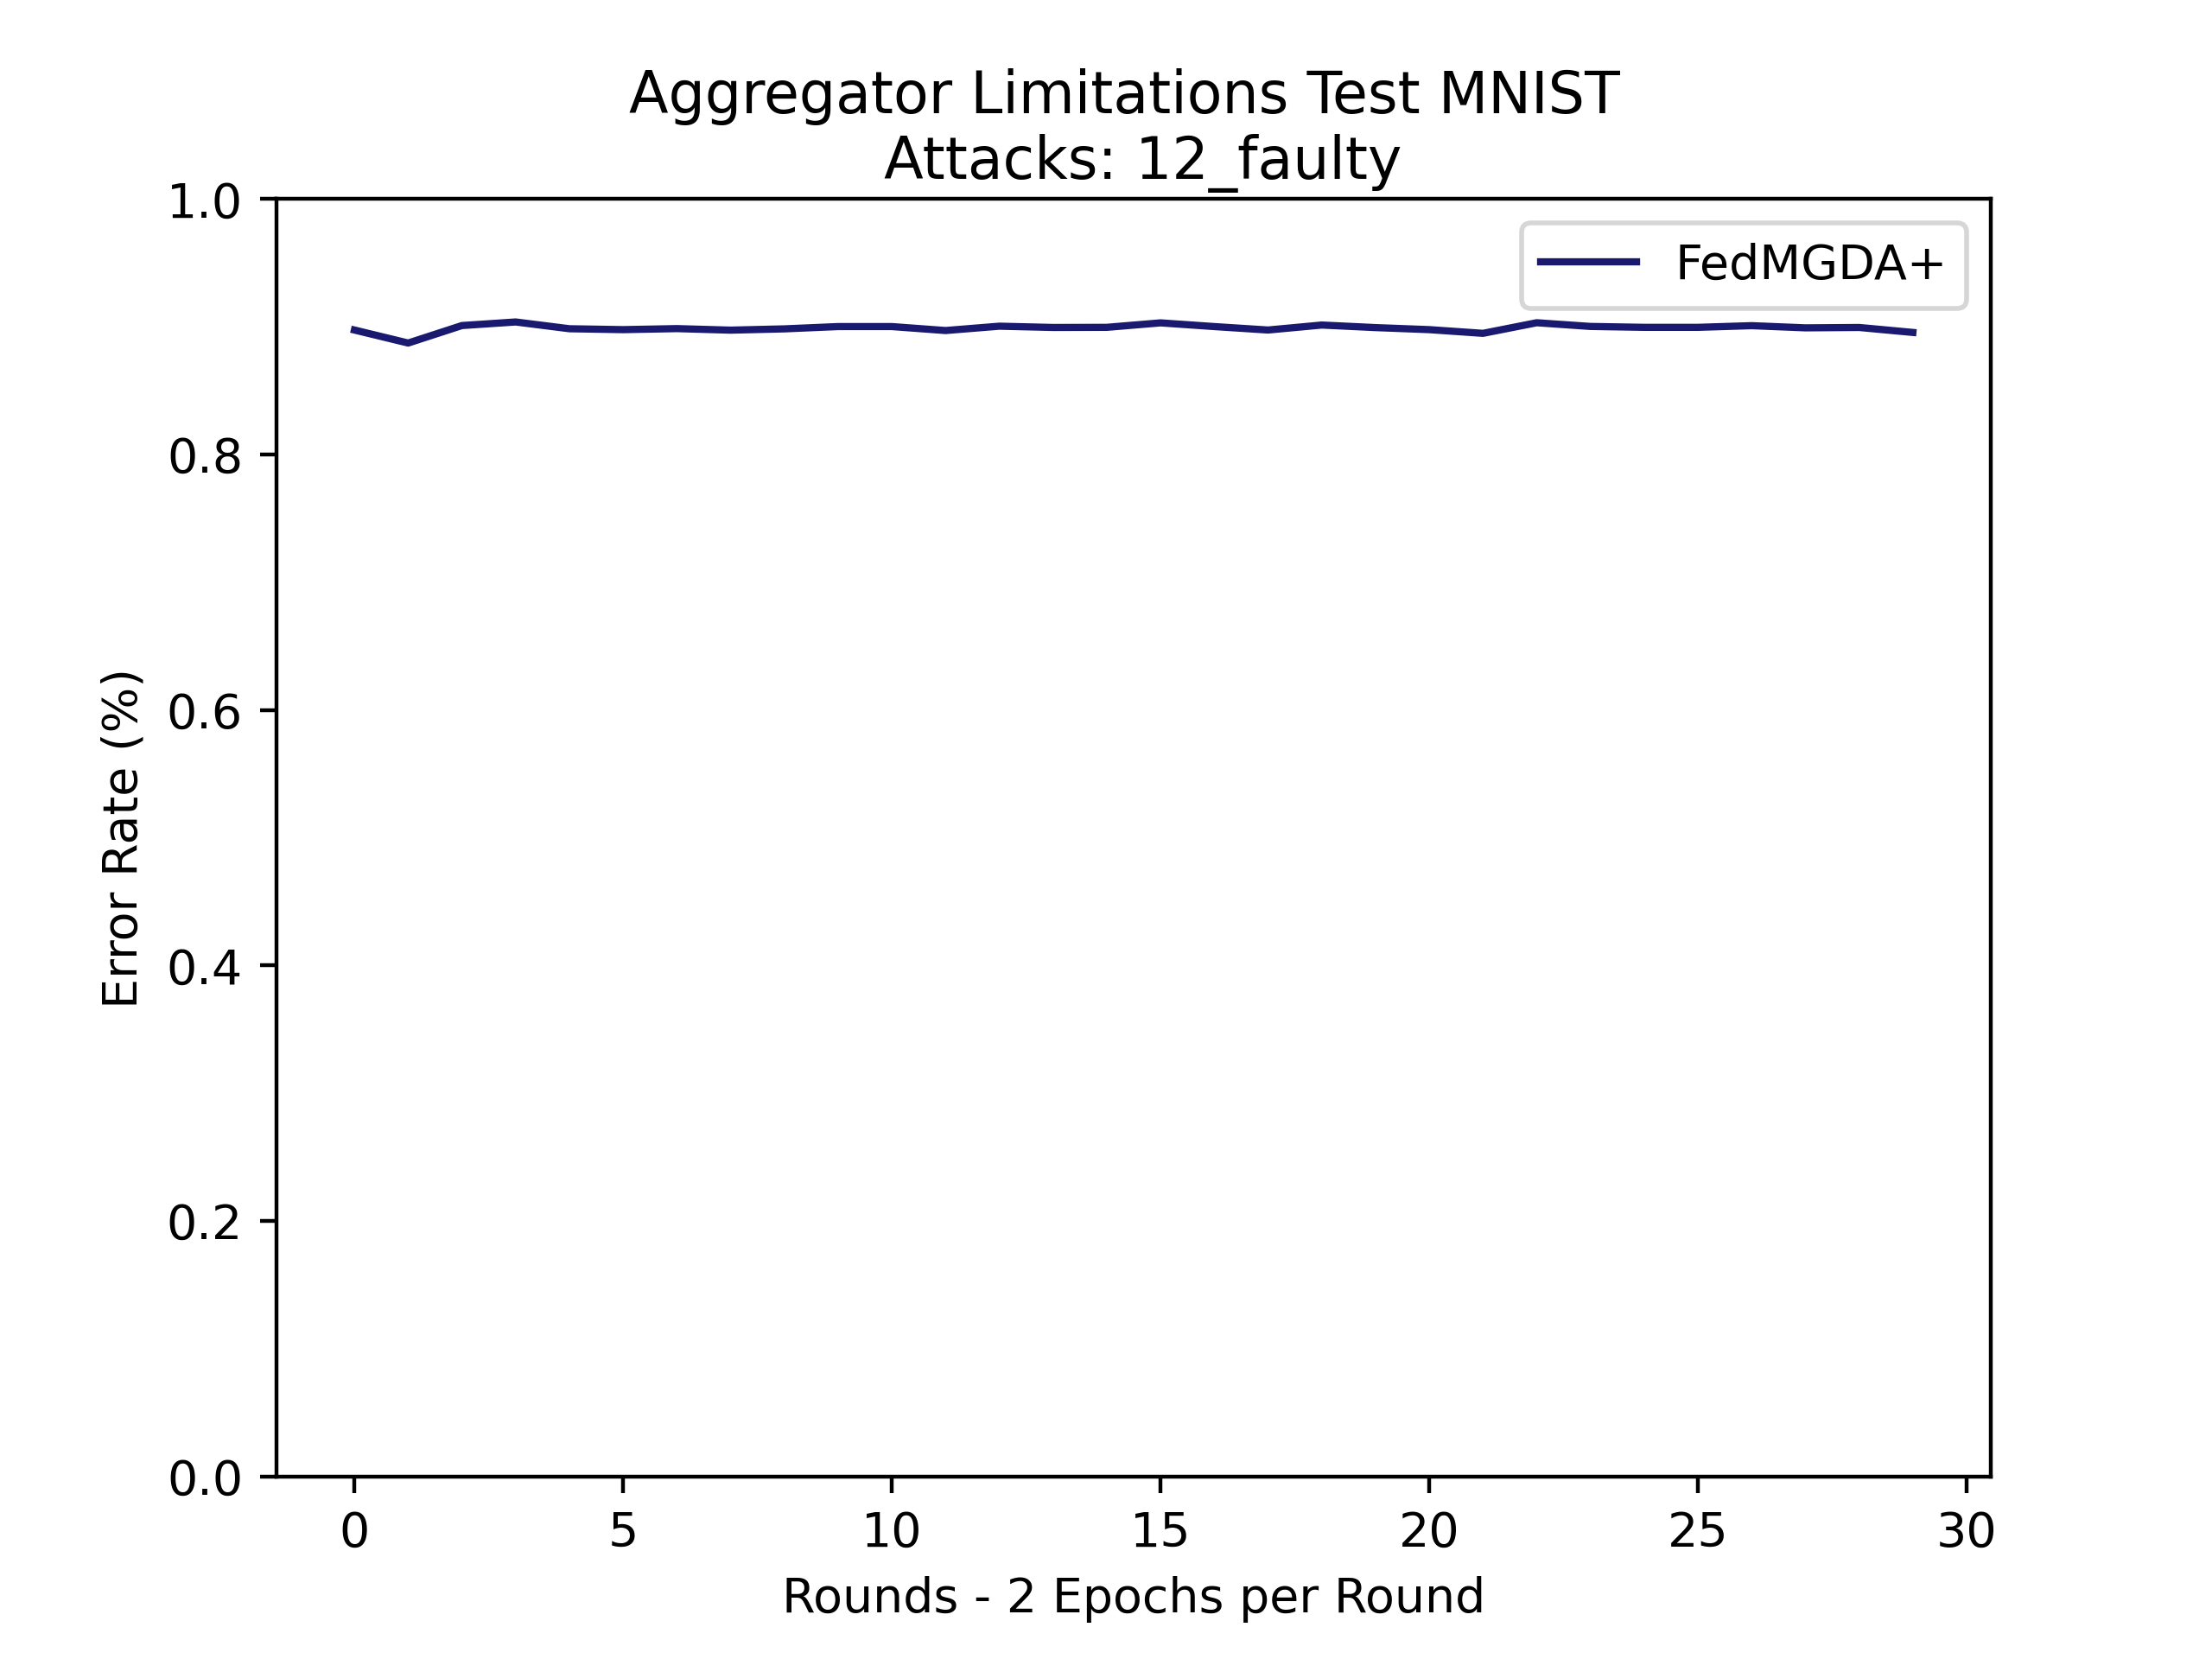 Aggregator Limitations Test MNIST
Attacks: 12_faulty
FedMGDA+
Error Rate (%)
1.0
0.8
0.6
0.4
0.2
0.0
0 5 10 15 20 25 30
Rounds - 2 Epochs per Round